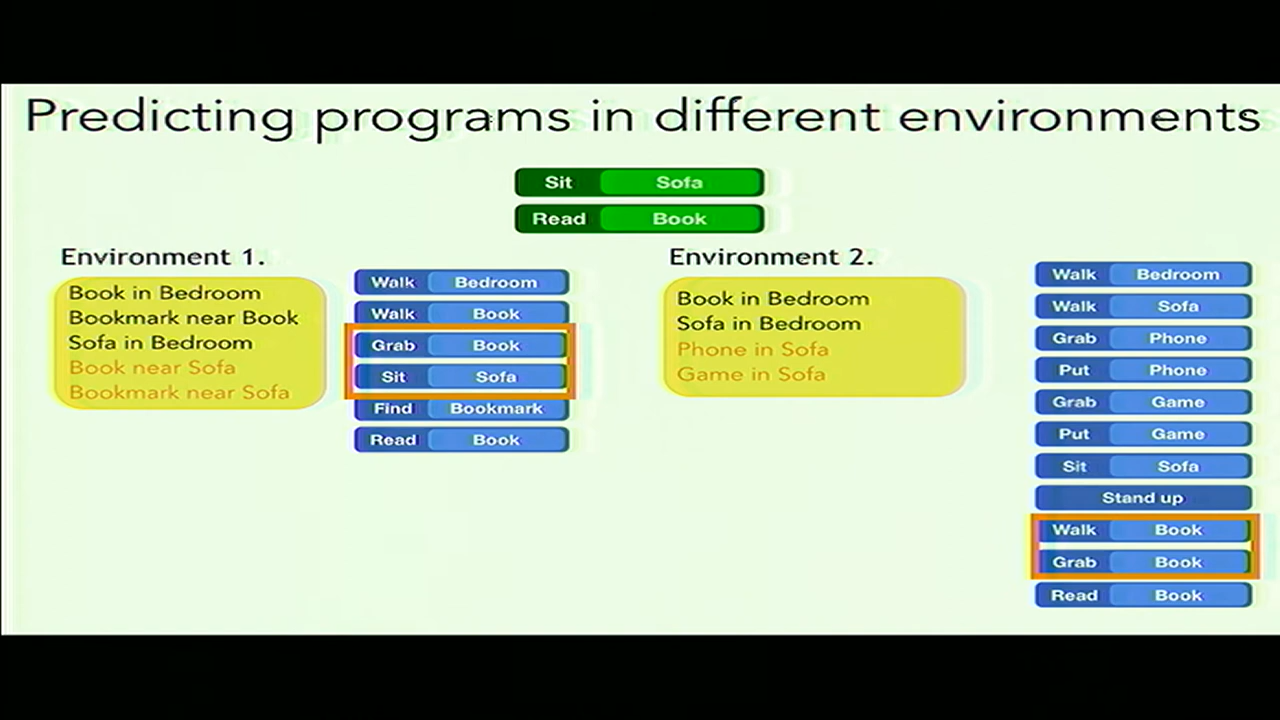 Predicting programs in different environments
Sit Sofa
Read Book
Environment 1.
Book in Bedroom
Bookmark near Book
Sofa in Bedroom
Book near Sofa
Bookmark near Sofa
Walk Bedroom
Walk Book
Grab Book
Sit Sofa
Find Bookmark
Read Book
Environment 2.
Book in Bedroom
Sofa in Bedroom
Phone in Sofa
Game in Sofa
Walk Bedroom
Walk Sofa
Grab Phone
Put Phone
Grab Game
Put Game
Sit Sofa
Stand up
Walk Book
Grab Book
Read Book